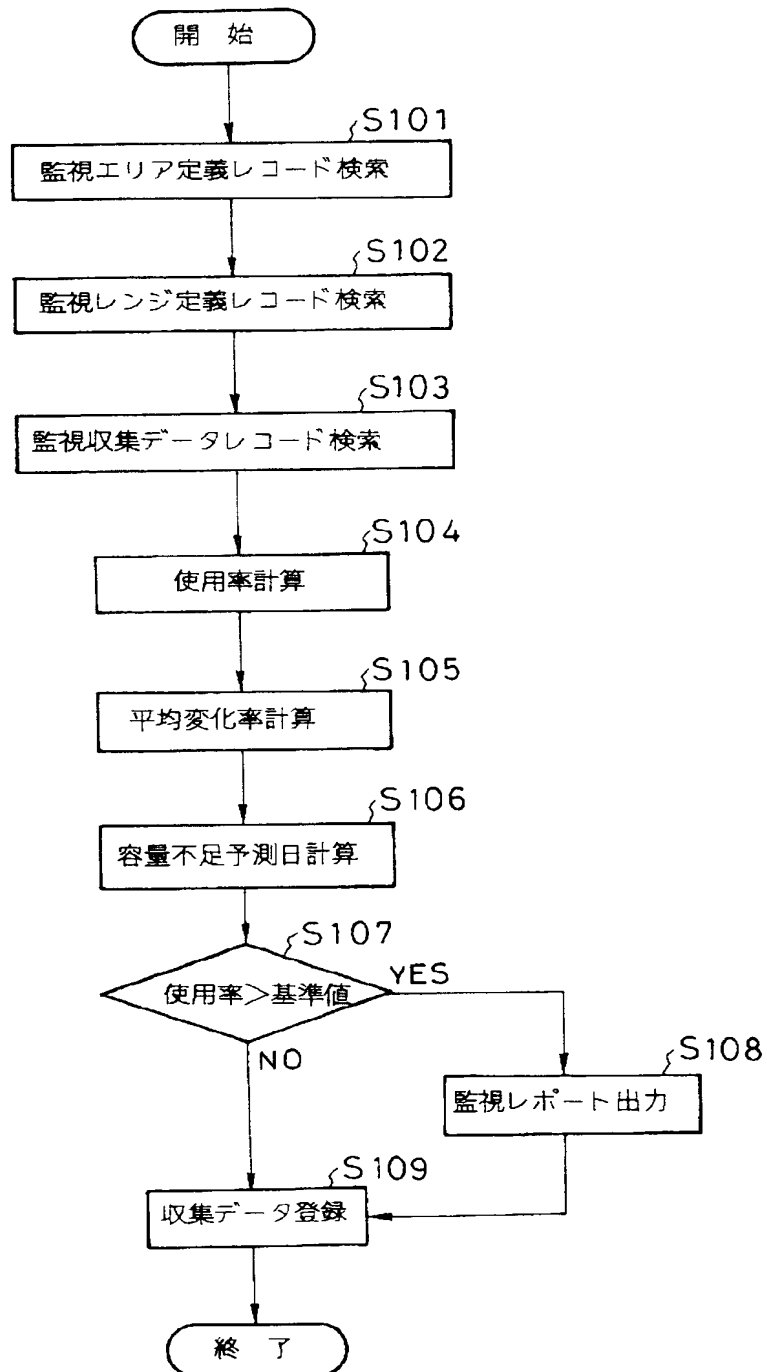 開始
S101
監視エリア定義レコード検索
S102
監視レンジ定義レコード検索
S103
監視収集データレコード検索
S104
使用率計算
S105
平均変化率計算
S106
容量不足予測日計算
S107
使用率>基準値
YES
NO
S108
監視レポート出力
S109
収集データ登録
終了